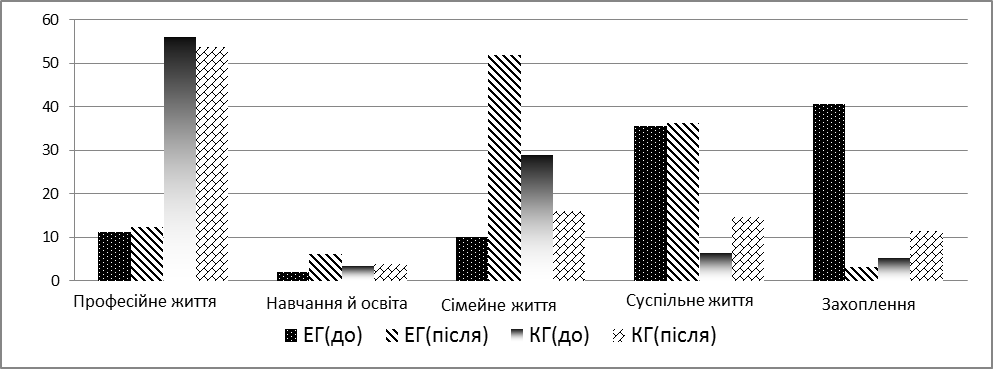 60
50
40
30
20
10
0
Професійне життя
Навчання й освіта
Сімейне життя
Суспільне життя
Захоплення
ЕГ(до) ЕГ(після) КГ(до) КГ(після)